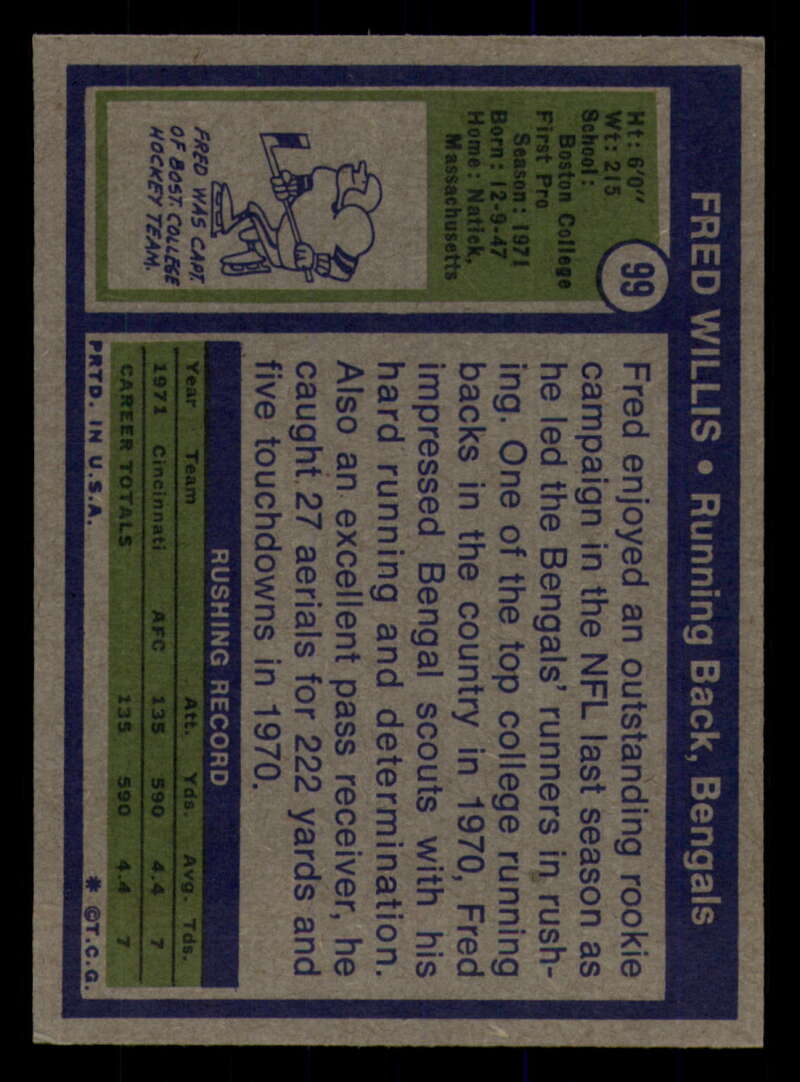 FRED WILLIS • Running Back, Bengals
99
Ht: 6'0"
Wt: 215
School:
Boston College
First Pro
Season: 1971
Born: 12-9-47
Home: Natick,
Massachusetts
FRED WAS CAPT.
OF BOST. COLLEGE
HOCKEY TEAM.
Fred enjoyed an outstanding rookie
campaign in the NFL last season as
he led the Bengals' runners in rush-
ing. One of the top college running
backs in the country in 1970, Fred
impressed Bengal scouts with his
hard running and determination.
Also an excellent pass receiver, he
caught 27 aerials for 222 yards and
five touchdowns in 1970.
RUSHING RECORD
Year Team Att. Yds. Avg. Tds.
1971 Cincinnati AFC 135 590 4.4 7
CAREER TOTALS 135 590 4.4 7
PRTD. IN U.S.A. * ©T.C.G.